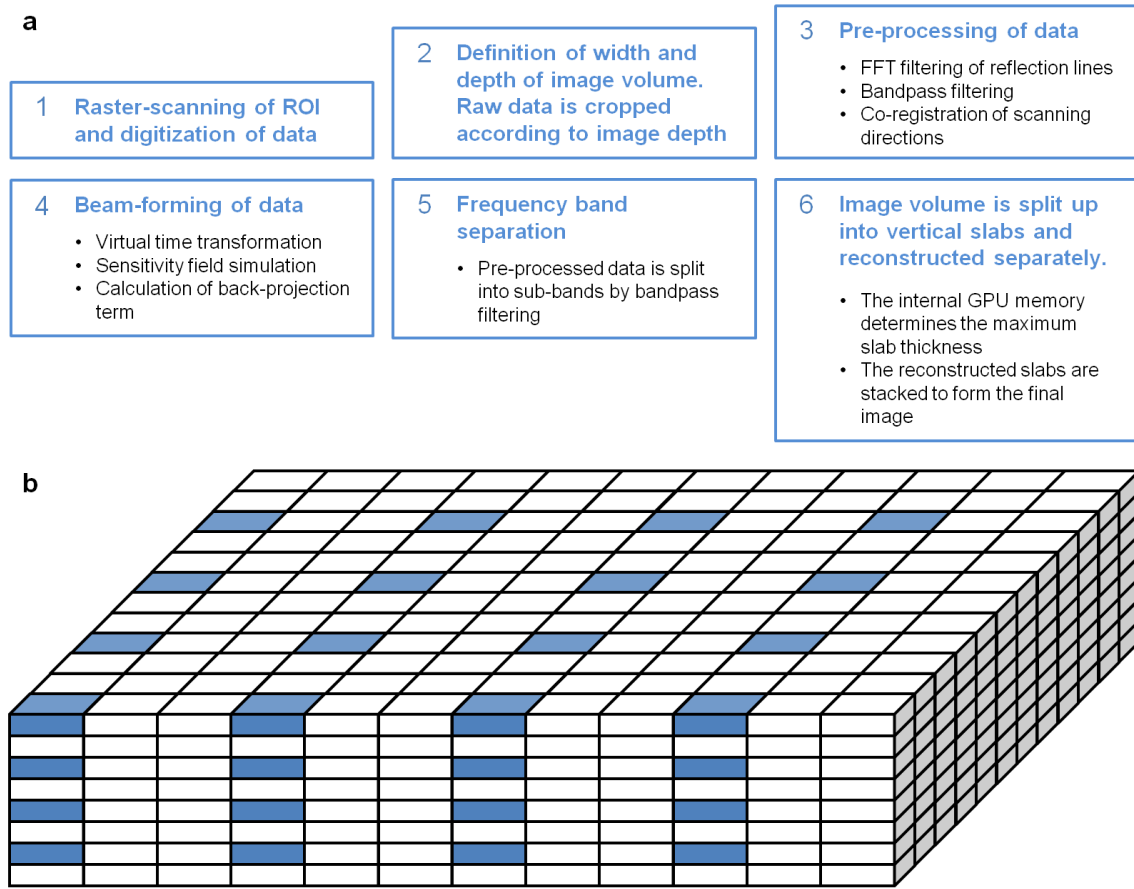 a
1 Raster-scanning of ROI
and digitization of data
2 Definition of width and
depth of image volume.
Raw data is cropped
according to image depth
3 Pre-processing of data
• FFT filtering of reflection lines
• Bandpass filtering
• Co-registration of scanning
directions
4 Beam-forming of data
• Virtual time transformation
• Sensitivity field simulation
• Calculation of back-projection
term
5 Frequency band
separation
• Pre-processed data is split
into sub-bands by bandpass
filtering
6 Image volume is split up
into vertical slabs and
reconstructed separately.
• The internal GPU memory
determines the maximum
slab thickness
• The reconstructed slabs are
stacked to form the final
image
b